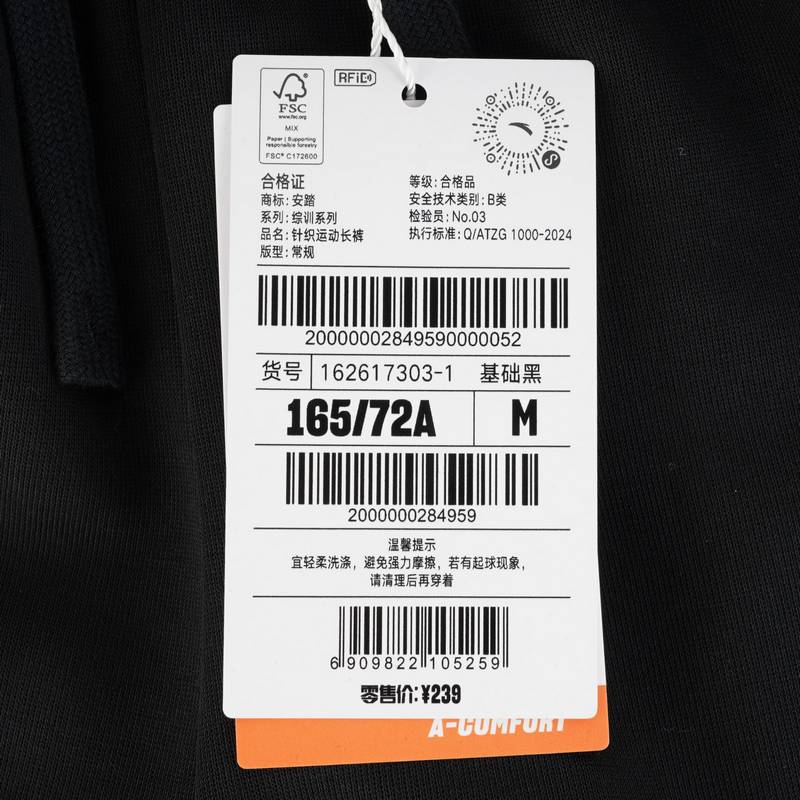 RFiD
FSC
www.fsc.org
MIX
Paper | Supporting
responsible forestry
FSC® C172600
合格证
商标: 安踏
系列: 综训系列
品名: 针织运动长裤
版型: 常规
等级: 合格品
安全技术类别: B类
检验员: No.03
执行标准: Q/ATZG 1000-2024
20000002849590000052
货号 162617303-1 基础黑
165/72A M
2000000284959
温馨提示
宜轻柔洗涤，避免强力摩擦，若有起球现象，
请清理后再穿着
6 909822 105259
零售价: ¥239
A-COMFORT